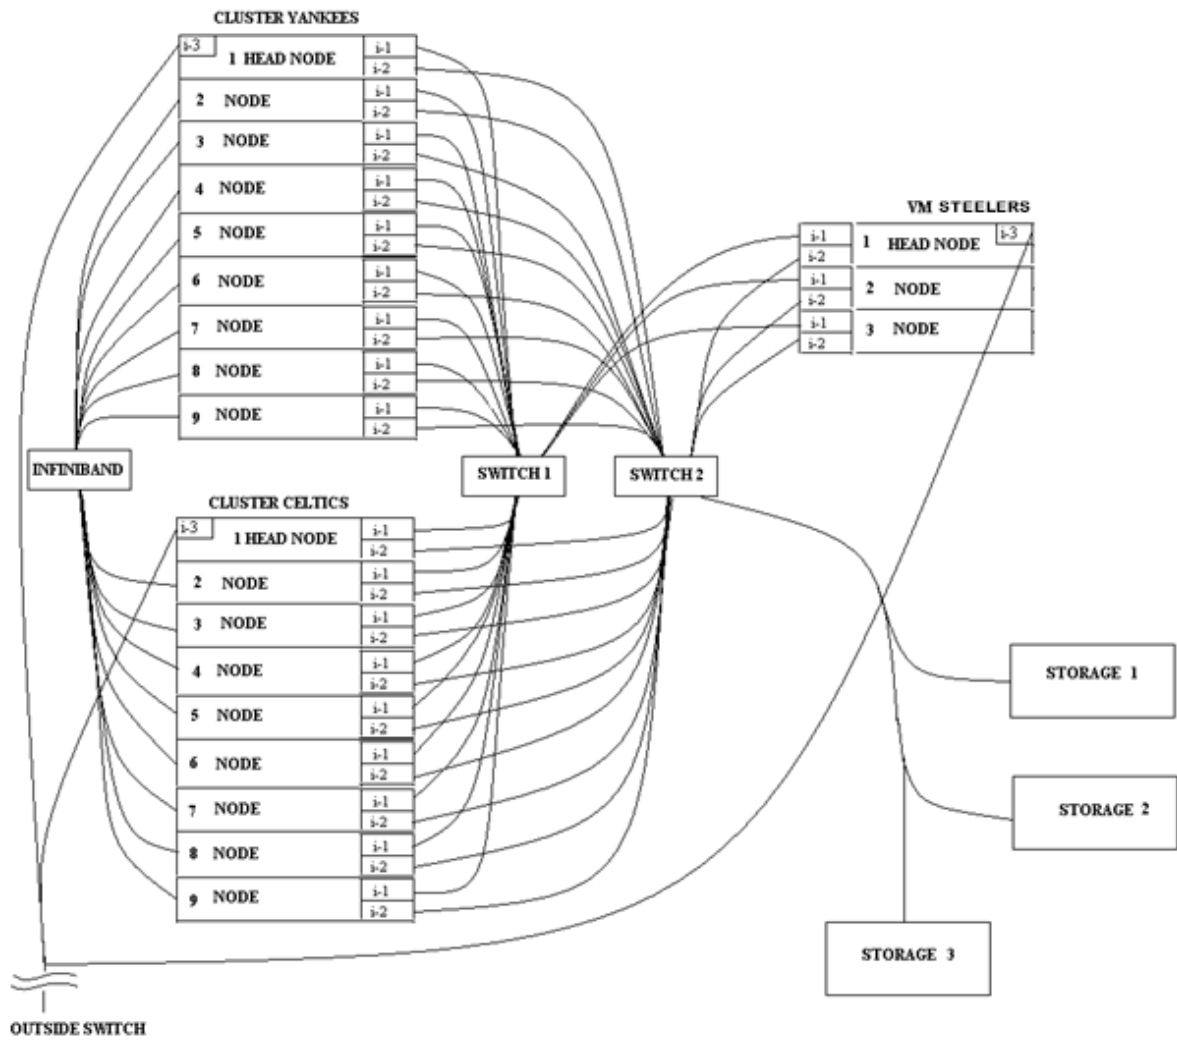 CLUSTER YANKEES
i-3 1 HEAD NODE i-1
i-2
2 NODE i-1
i-2
3 NODE i-1
i-2
4 NODE i-1
i-2
5 NODE i-1
i-2
6 NODE i-1
i-2
7 NODE i-1
i-2
8 NODE i-1
i-2
9 NODE i-1
i-2
VM STEELERS
i-1 1 HEAD NODE i-3
i-2
i-1 2 NODE
i-2
i-1 3 NODE
i-2
INFINIBAND
SWITCH 1
SWITCH 2
CLUSTER CELTICS
i-3 1 HEAD NODE i-1
i-2
2 NODE i-1
i-2
3 NODE i-1
i-2
4 NODE i-1
i-2
5 NODE i-1
i-2
6 NODE i-1
i-2
7 NODE i-1
i-2
8 NODE i-1
i-2
9 NODE i-1
i-2
STORAGE 1
STORAGE 2
STORAGE 3
OUTSIDE SWITCH